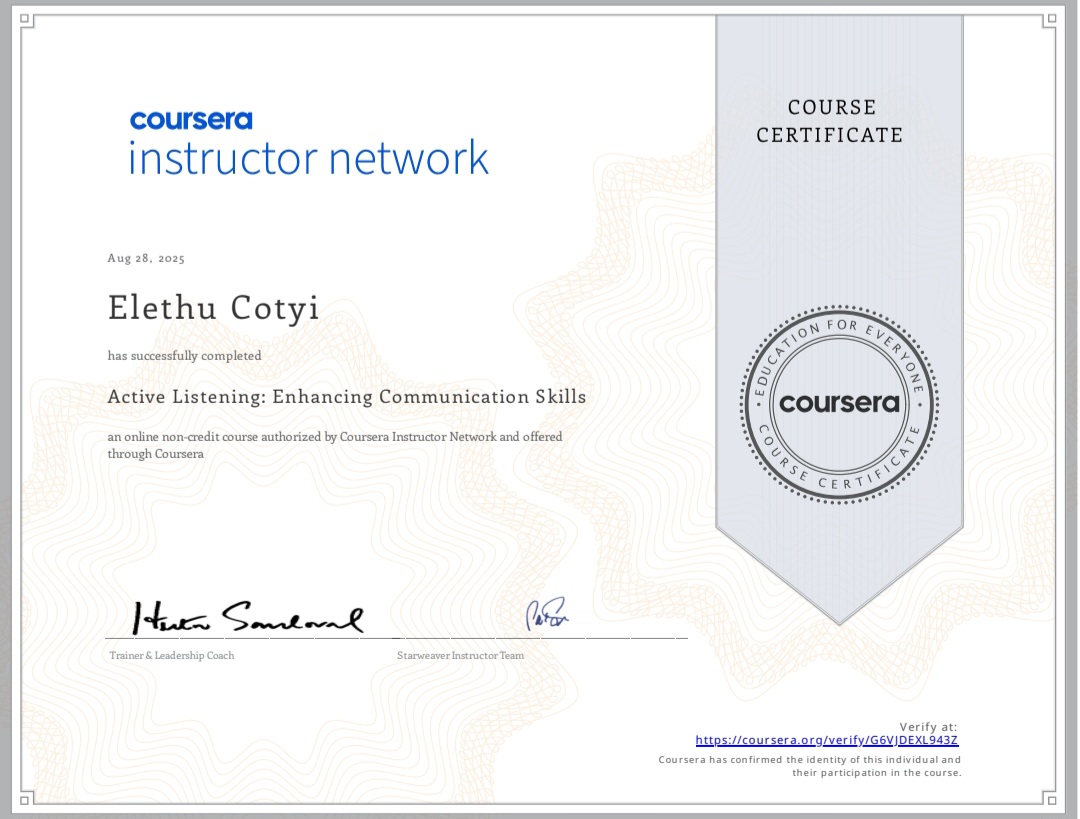 coursera
instructor network
COURSE
CERTIFICATE
Aug 28, 2025
Elethu Cotyi
has successfully completed
Active Listening: Enhancing Communication Skills
an online non-credit course authorized by Coursera Instructor Network and offered
through Coursera
EDUCATION FOR EVERYONE
coursera
COURSE CERTIFICATE
Trainer & Leadership Coach
Starweaver Instructor Team
Verify at:
https://coursera.org/verify/G6VJDEXL943Z
Coursera has confirmed the identity of this individual and
their participation in the course.